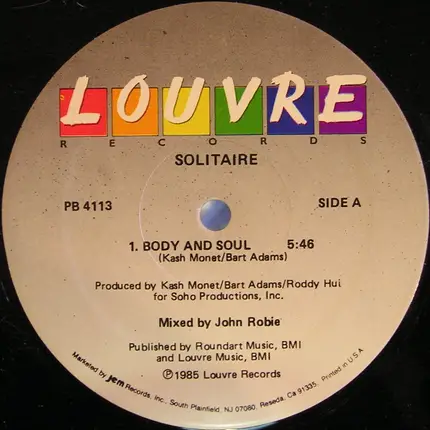 LOUVRE
RECORDS
SOLITAIRE
PB 4113
SIDE A
1. BODY AND SOUL 5:46
(Kash Monet/Bart Adams)
Produced by Kash Monet/Bart Adams/Roddy Hui
for Soho Productions, Inc.
Mixed by John Robie
Published by Roundart Music, BMI
and Louvre Music, BMI
℗ 1985 Louvre Records
Marketed by jem Records, Inc., South Plainfield, NJ 07080, Reseda, Ca 91335, Printed in U.S.A.